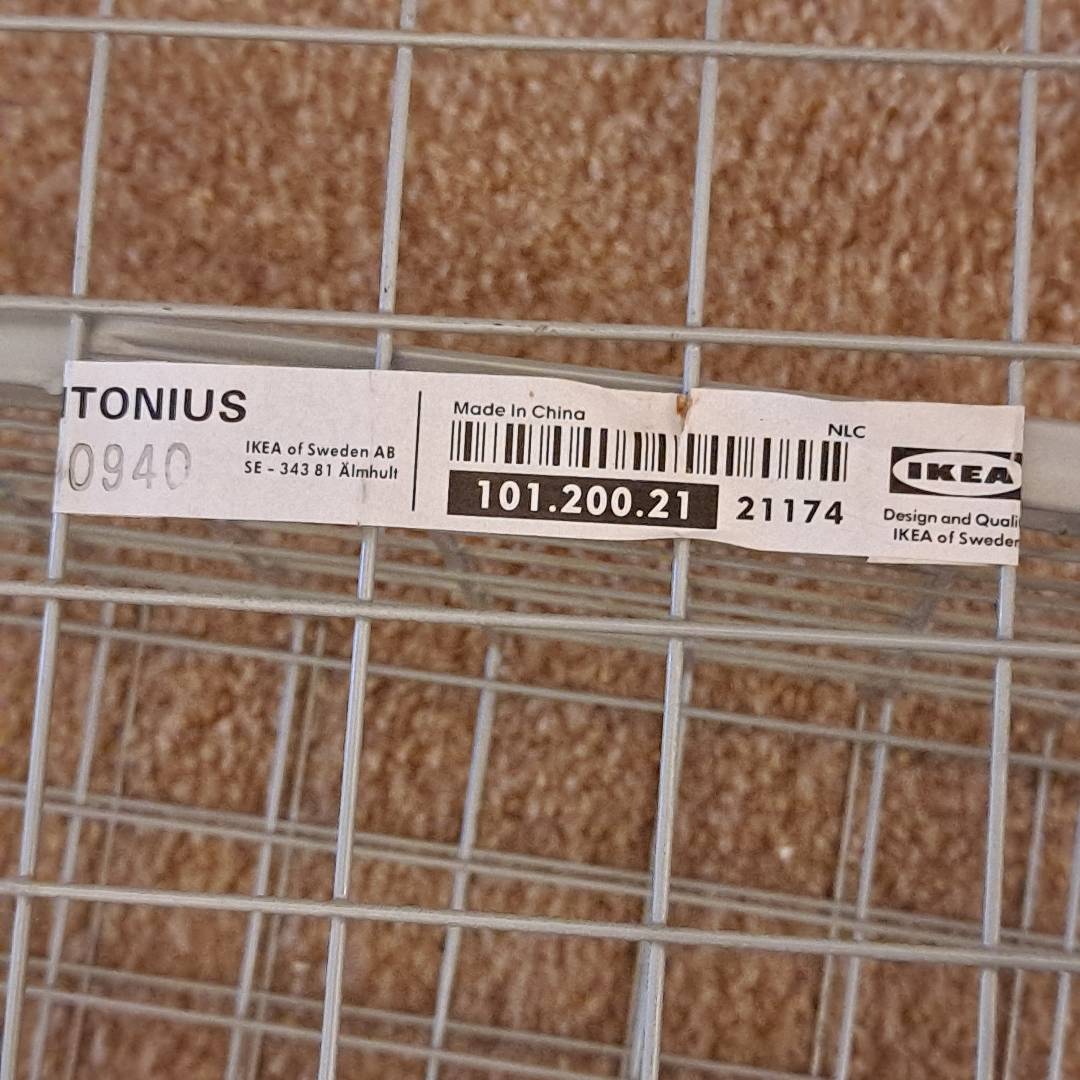 TONIUS
0940
IKEA of Sweden AB
SE - 343 81 Älmhult
Made In China
NLC
101.200.21
21174
IKEA
Design and Quali
IKEA of Sweden